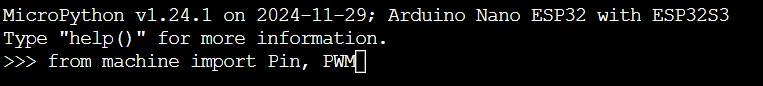 MicroPython v1.24.1 on 2024-11-29; Arduino Nano ESP32 with ESP32S3
Type "help()" for more information.
>>> from machine import Pin, PWM